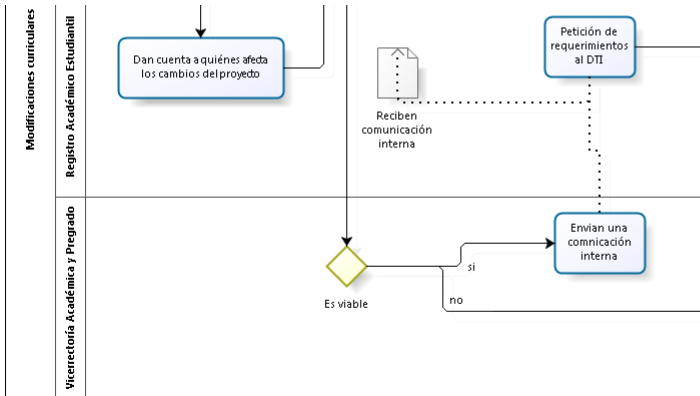 Modificaciones curriculares
Registro Académico Estudiantil
Dan cuenta a quiénes afecta
los cambios del proyecto
Reciben
comunicación
interna
Petición de
requerimientos
al DTI
Vicerrectoría Académica y Pregrado
Es viable
si
no
Envian una
comnicación
interna